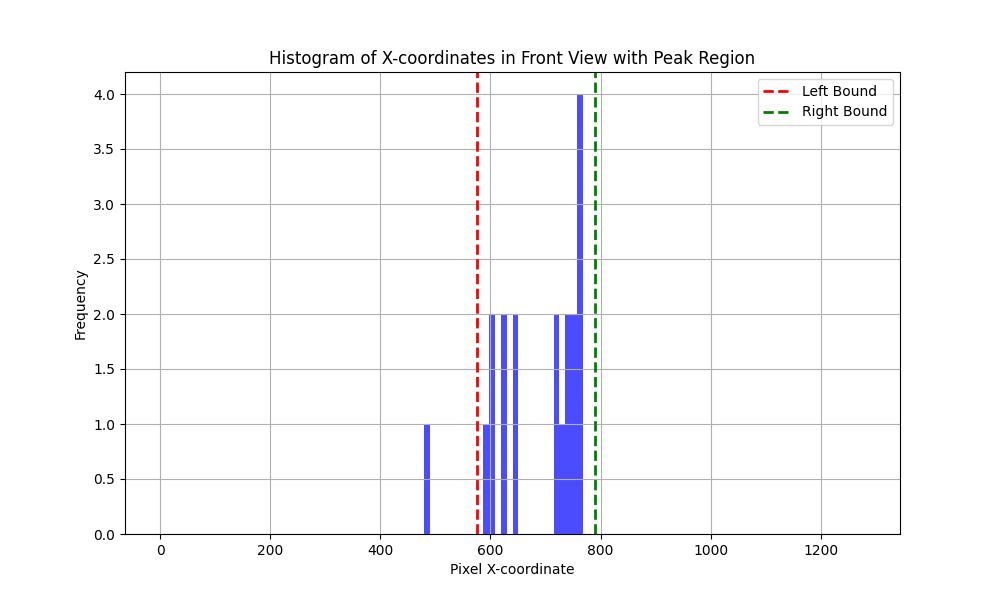 Histogram of X-coordinates in Front View with Peak Region
Left Bound
Right Bound
4.0
3.5
3.0
2.5
2.0
1.5
1.0
0.5
0.0
Frequency
0 200 400 600 800 1000 1200
Pixel X-coordinate